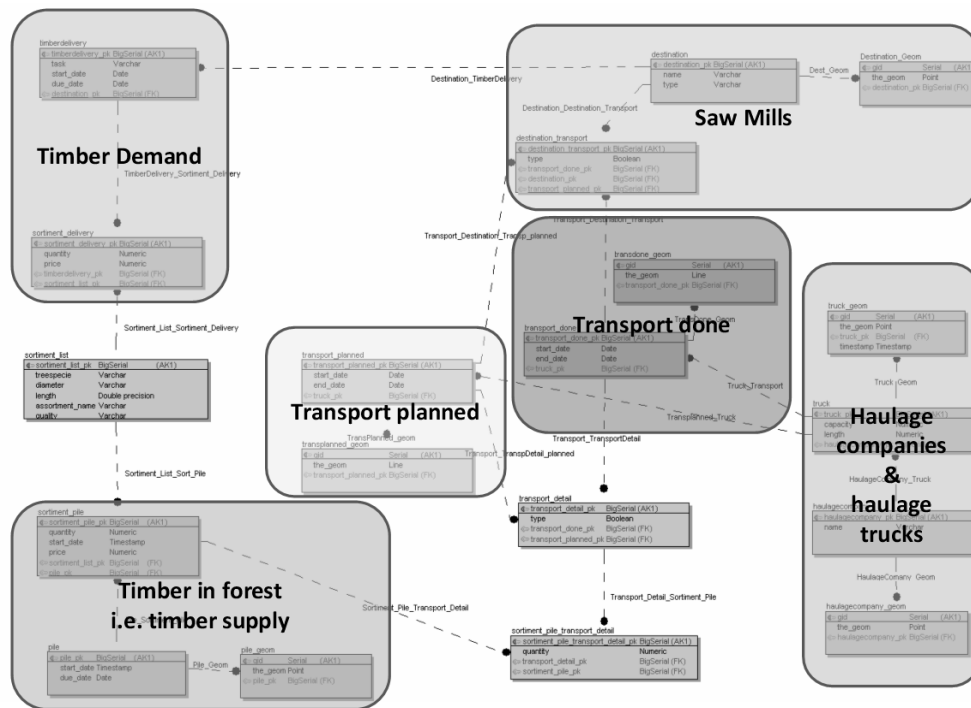 timberdelivery
timberdelivery_pk BigSerial (AK1)
task Varchar
start_date Date
due_date Date
destination_pk BigSerial (FK)
Timber Demand
TimberDelivery_Sortiment_Delivery
sortiment_delivery
sortiment_delivery_pk BigSerial (AK1)
quantity Numeric
price Numeric
timberdelivery_pk BigSerial (FK)
sortiment_list_pk BigSerial (FK)
Destination_TimberDelivery
destination
destination_pk BigSerial (AK1)
name Varchar
type Varchar
Dest_Geom
Destination_Geom
gid Serial (AK1)
the_geom Point
destination_pk BigSerial (FK)
Destination_Destination_Transport
Saw Mills
destination_transport
destination_transport_pk BigSerial (AK1)
type Boolean
transport_done_pk BigSerial (FK)
destination_pk BigSerial (FK)
transport_planned_pk BigSerial (FK)
Transport_Destination_Transport
Transport_Destination_Transp_planned
transdone_geom
gid Serial (AK1)
the_geom Line
transport_done_pk BigSerial (FK)
TransDone_Geom
Transport done
transport_done
transport_done_pk BigSerial (AK1)
start_date Date
end_date Date
truck_pk BigSerial (FK)
Truck_Transport
Sortiment_List_Sortiment_Delivery
sortiment_list
sortiment_list_pk BigSerial (AK1)
treespecie Varchar
diameter Varchar
length Double precision
assortment_name Varchar
quality Varchar
transport_planned
transport_planned_pk BigSerial (AK1)
start_date Date
end_date Date
truck_pk BigSerial (FK)
Transport planned
Transplanned_Truck
TransPlanned_geom
transplanned_geom
gid Serial (AK1)
the_geom Line
transport_planned_pk BigSerial (FK)
Transport_TransportDetail
Transport_TranspDetail_planned
truck_geom
gid Serial (AK1)
the_geom Point
truck_pk BigSerial (FK)
timestamp Timestamp
Truck_Geom
truck
capacity
length Numeric
Haulage
companies
&
haulage
trucks
HaulageCompany_Truck
name Varchar
HaulageComany_Geom
haulagecompany_geom
gid Serial (AK1)
the_geom Point
haulagecompany_pk BigSerial (FK)
Sortiment_List_Sort_Pile
sortiment_pile
sortiment_pile_pk BigSerial (AK1)
quantity Numeric
start_date Timestamp
price Numeric
sortiment_list_pk BigSerial (FK)
pile_pk BigSerial (FK)
Timber in forest
i.e. timber supply
Sortiment_Pile_Transport_Detail
pile
pile_pk BigSerial (AK1)
start_date Timestamp
due_date Date
Pile_Geom
pile_geom
gid Serial (AK1)
the_geom Point
pile_pk BigSerial (FK)
transport_detail
transport_detail_pk BigSerial (AK1)
type Boolean
transport_done_pk BigSerial (FK)
transport_planned_pk BigSerial (FK)
Transport_Detail_Sortiment_Pile
sortiment_pile_transport_detail
sortiment_pile_transport_detail_pk BigSerial (AK1)
quantity Numeric
transport_detail_pk BigSerial (FK)
sortiment_pile_pk BigSerial (FK)